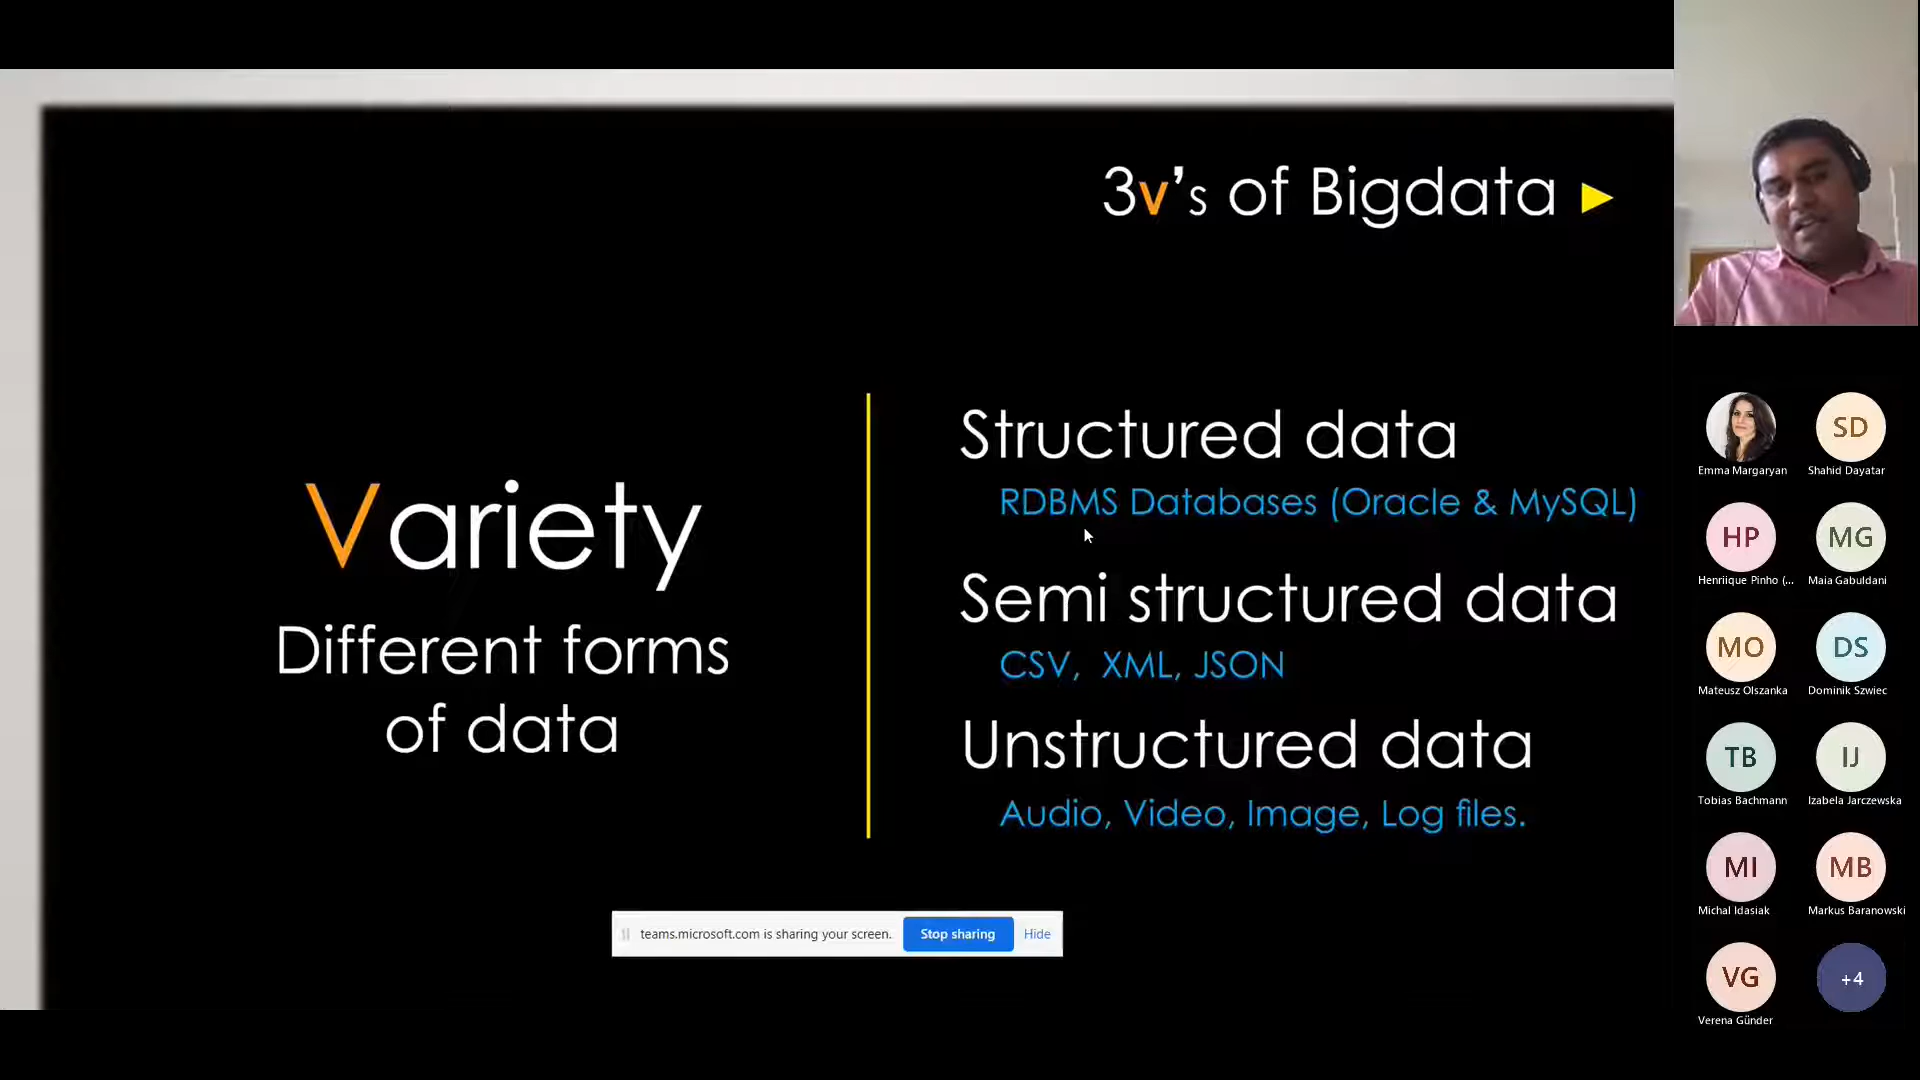 3v's of Bigdata
Variety
Different forms
of data
Structured data
RDBMS Databases (Oracle & MySQL)
Semi structured data
CSV, XML, JSON
Unstructured data
Audio, Video, Image, Log files.
teams.microsoft.com is sharing your screen.
Stop sharing
Hide
Emma Margaryan
SD
Shahid Dayatar
HP
Henriique Pinho (...
MG
Maia Gabuldani
MO
Mateusz Olszanka
DS
Dominik Szwiec
TB
Tobias Bachmann
IJ
Izabela Jarczewska
MI
Michal Idasiak
MB
Markus Baranowski
VG
Verena Günder
+4